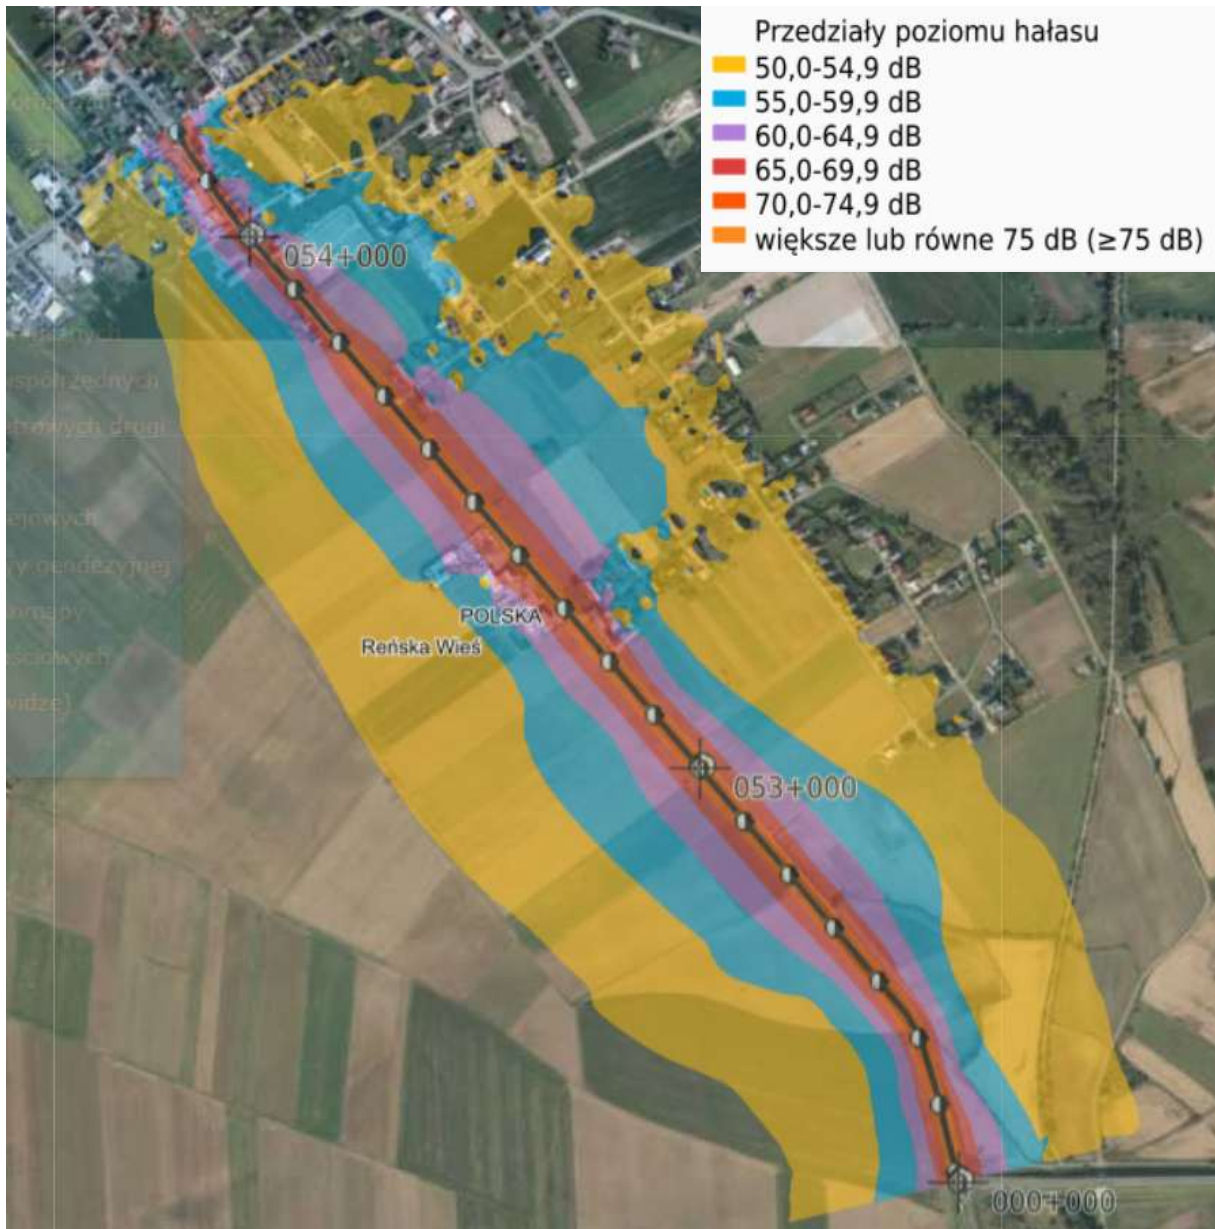 Przedziały poziomu hałasu
50,0-54,9 dB
55,0-59,9 dB
60,0-64,9 dB
65,0-69,9 dB
70,0-74,9 dB
większe lub równe 75 dB (≥75 dB)
054+000
współrzędnych
drogi
POLSKA
Reńska Wieś
053+000
000+000